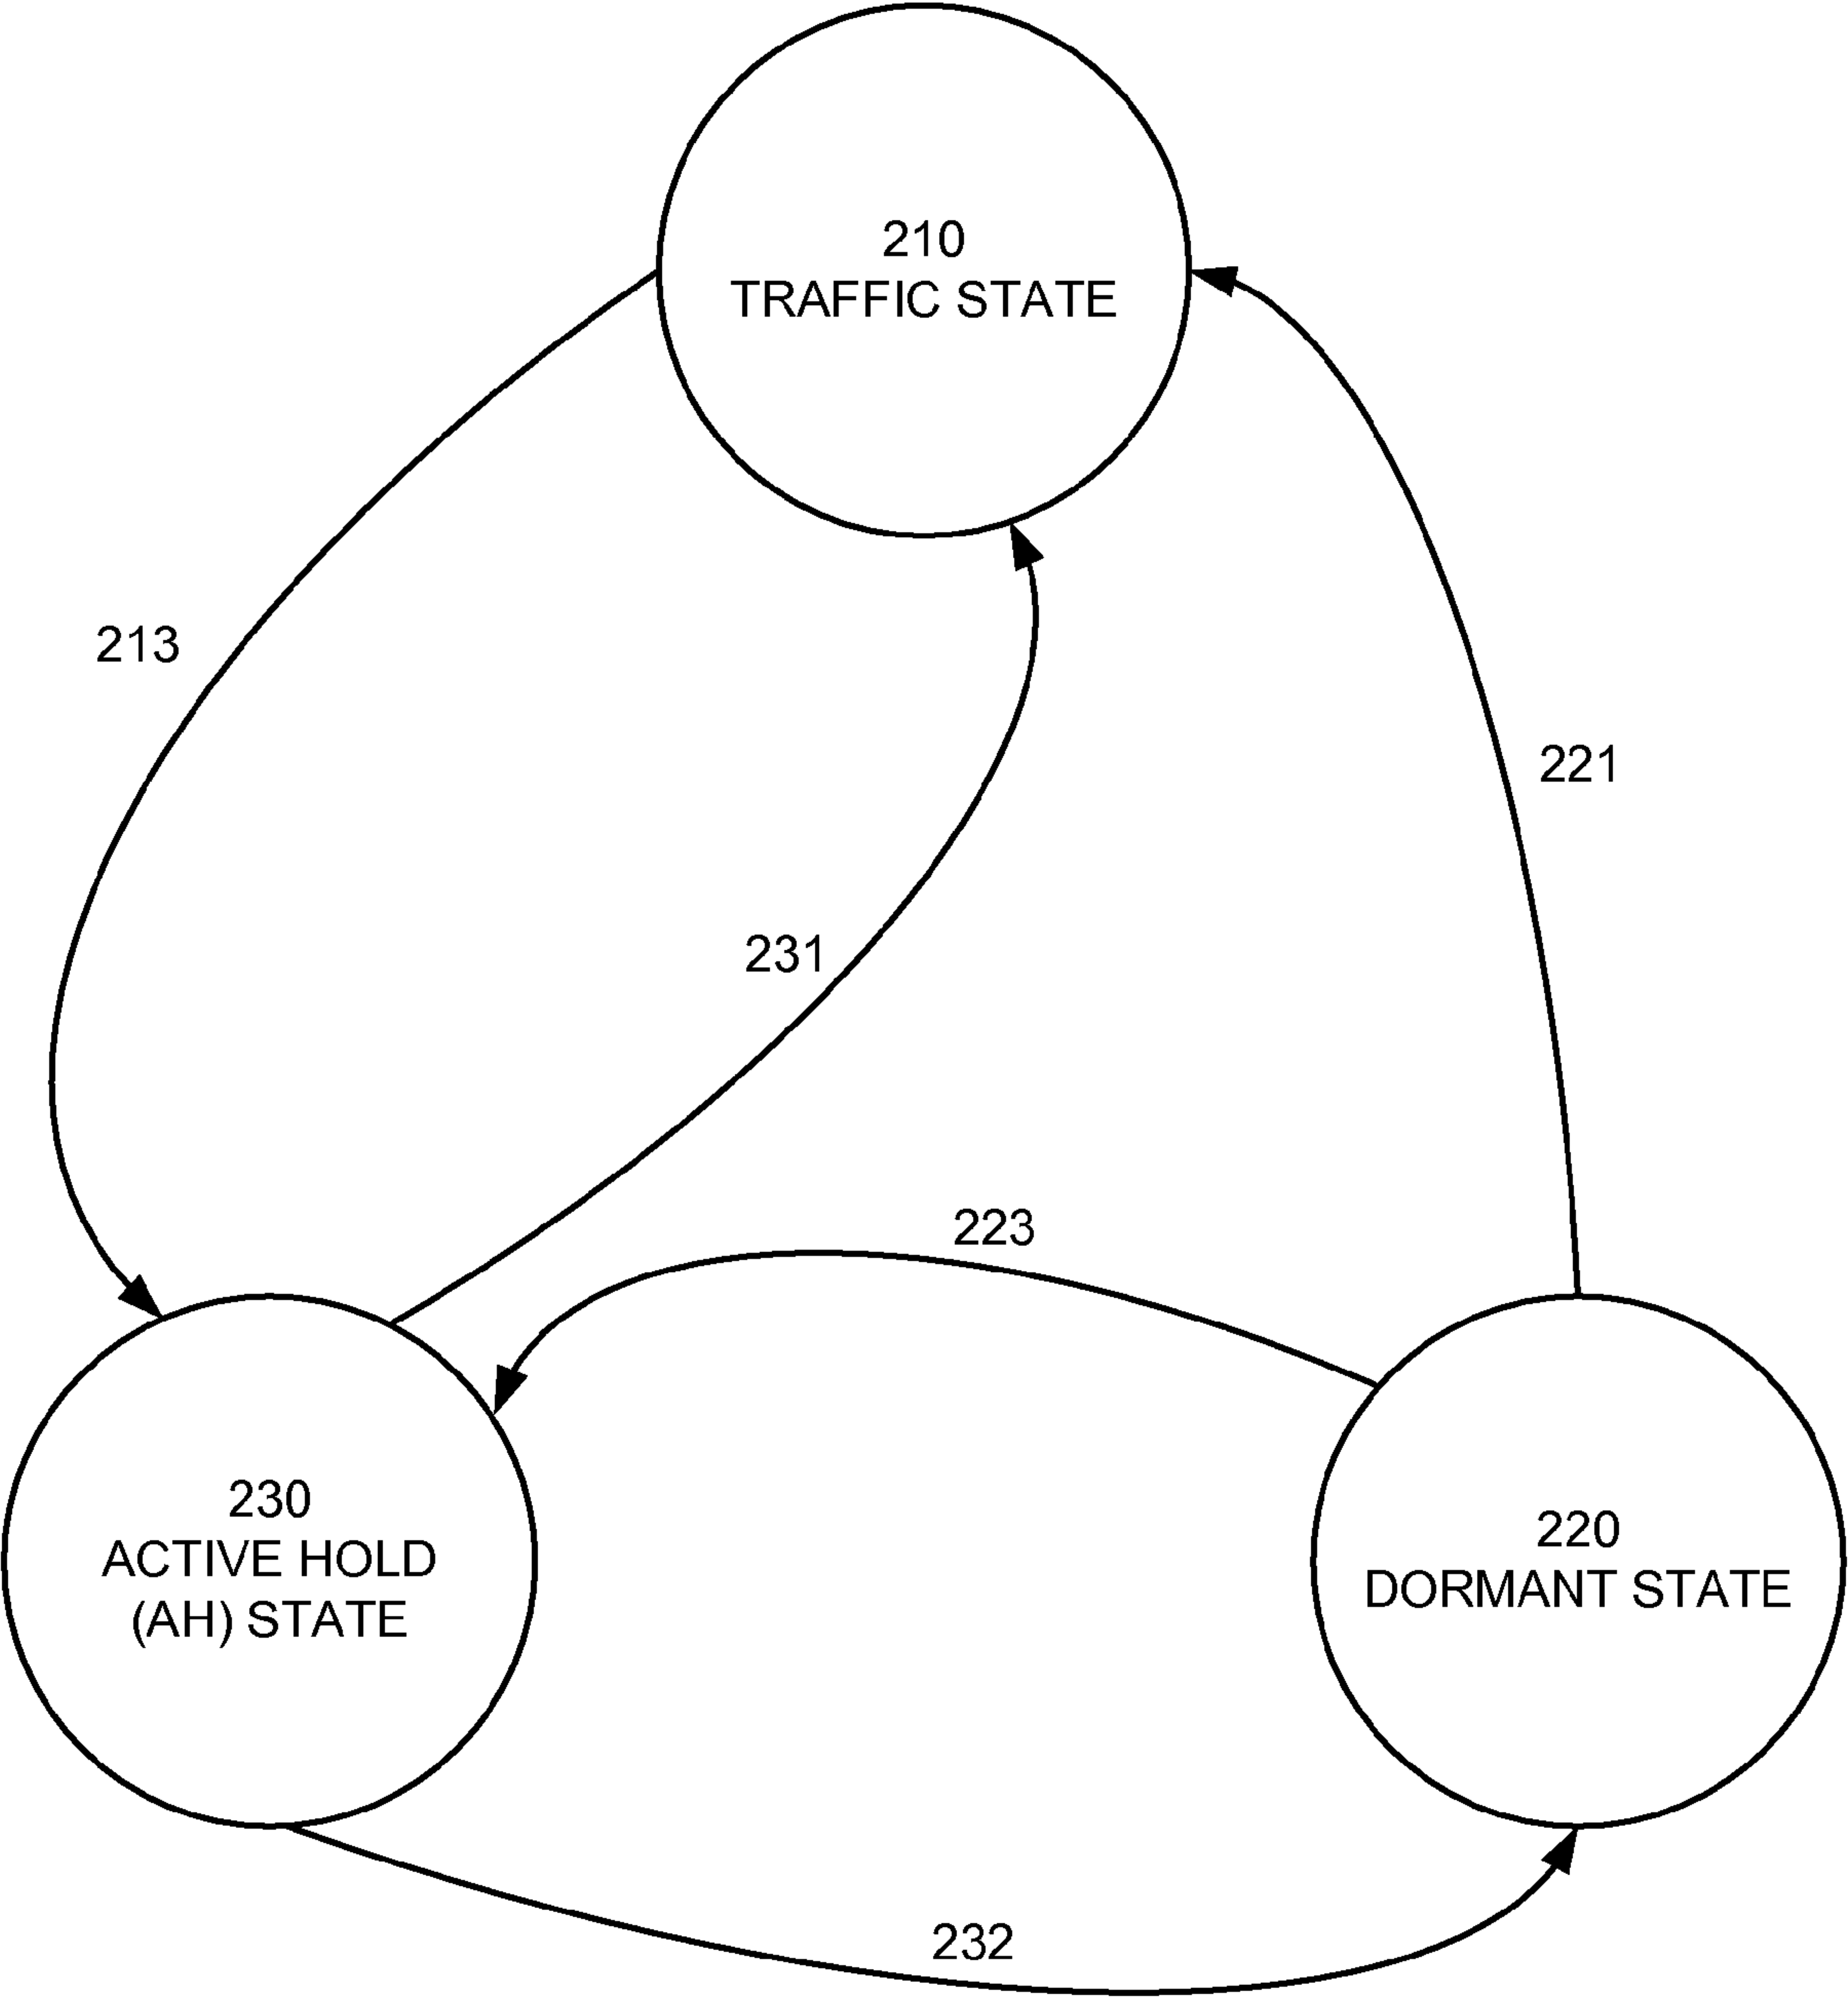 210
TRAFFIC STATE
213
221
231
223
230
ACTIVE HOLD
(AH) STATE
220
DORMANT STATE
232